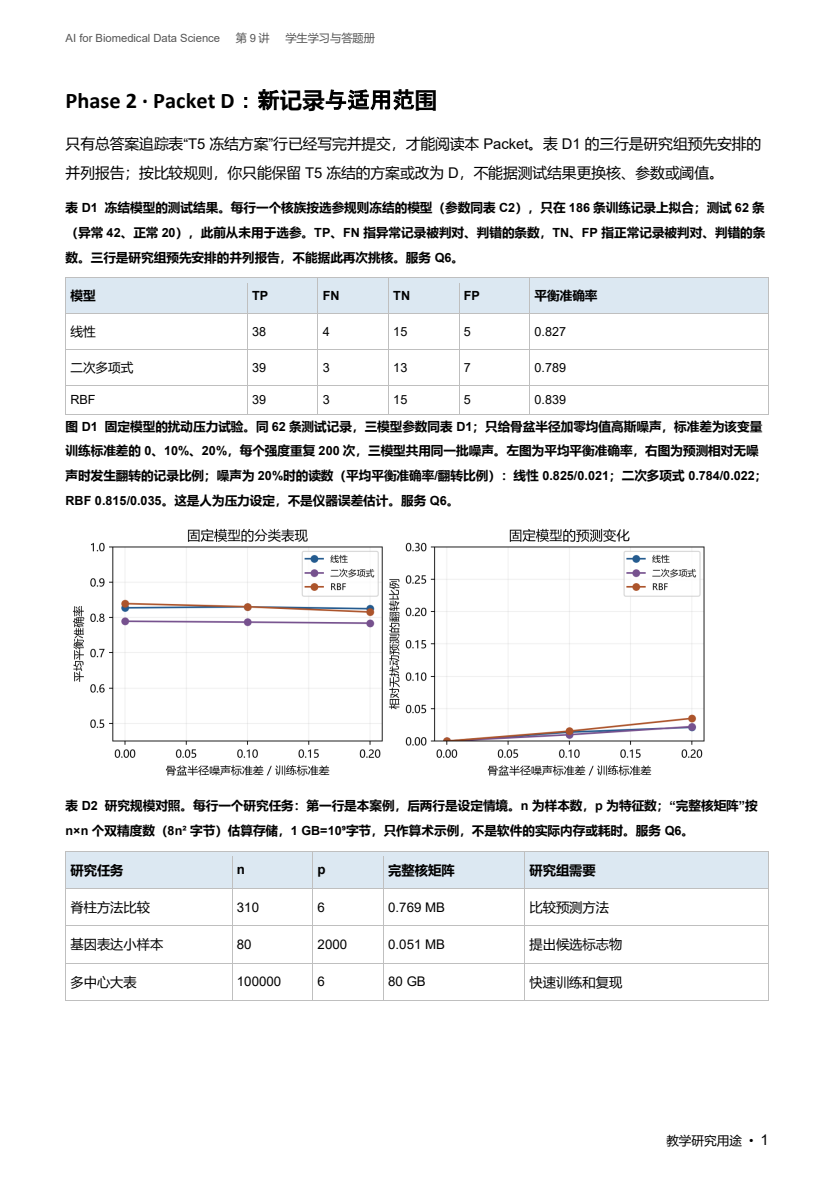 AI for Biomedical Data Science 第 9 讲 学生学习与答题册
Phase 2 · Packet D：新记录与适用范围
只有总答案追踪表“T5 冻结方案”行已经写完并提交，才能阅读本 Packet。表 D1 的三行是研究组预先安排的
并列报告；按比较规则，你只能保留 T5 冻结的方案或改为 D，不能据测试结果更换核、参数或阈值。
表 D1 冻结模型的测试结果。每行一个核族按选参规则冻结的模型（参数同表 C2），只在 186 条训练记录上拟合；测试 62 条
（异常 42、正常 20），此前从未用于选参。TP、FN 指异常记录被判对、判错的条数，TN、FP 指正常记录被判对、判错的条
数。三行是研究组预先安排的并列报告，不能据此再次挑核。服务 Q6。
模型 TP FN TN FP 平衡准确率
线性 38 4 15 5 0.827
二次多项式 39 3 13 7 0.789
RBF 39 3 15 5 0.839
图 D1 固定模型的扰动压力试验。同 62 条测试记录，三模型参数同表 D1；只给骨盆半径加零均值高斯噪声，标准差为该变量
训练标准差的 0、10%、20%，每个强度重复 200 次，三模型共用同一批噪声。左图为平均平衡准确率，右图为预测相对无噪
声时发生翻转的记录比例；噪声为 20%时的读数（平均平衡准确率/翻转比例）：线性 0.825/0.021；二次多项式 0.784/0.022；
RBF 0.815/0.035。这是人为压力设定，不是仪器误差估计。服务 Q6。
固定模型的分类表现
1.0
0.9
0.8
0.7
0.6
0.5
平均平衡准确率
线性
二次多项式
RBF
0.00 0.05 0.10 0.15 0.20
骨盆半径噪声标准差 / 训练标准差
固定模型的预测变化
0.30
0.25
0.20
0.15
0.10
0.05
0.00
相对无扰动预测的翻转比例
线性
二次多项式
RBF
0.00 0.05 0.10 0.15 0.20
骨盆半径噪声标准差 / 训练标准差
表 D2 研究规模对照。每行一个研究任务：第一行是本案例，后两行是设定情境。n 为样本数，p 为特征数；“完整核矩阵”按
n×n 个双精度数（8n² 字节）估算存储，1 GB=10⁹字节，只作算术示例，不是软件的实际内存或耗时。服务 Q6。
研究任务 n p 完整核矩阵 研究组需要
脊柱方法比较 310 6 0.769 MB 比较预测方法
基因表达小样本 80 2000 0.051 MB 提出候选标志物
多中心大表 100000 6 80 GB 快速训练和复现
教学研究用途 • 1